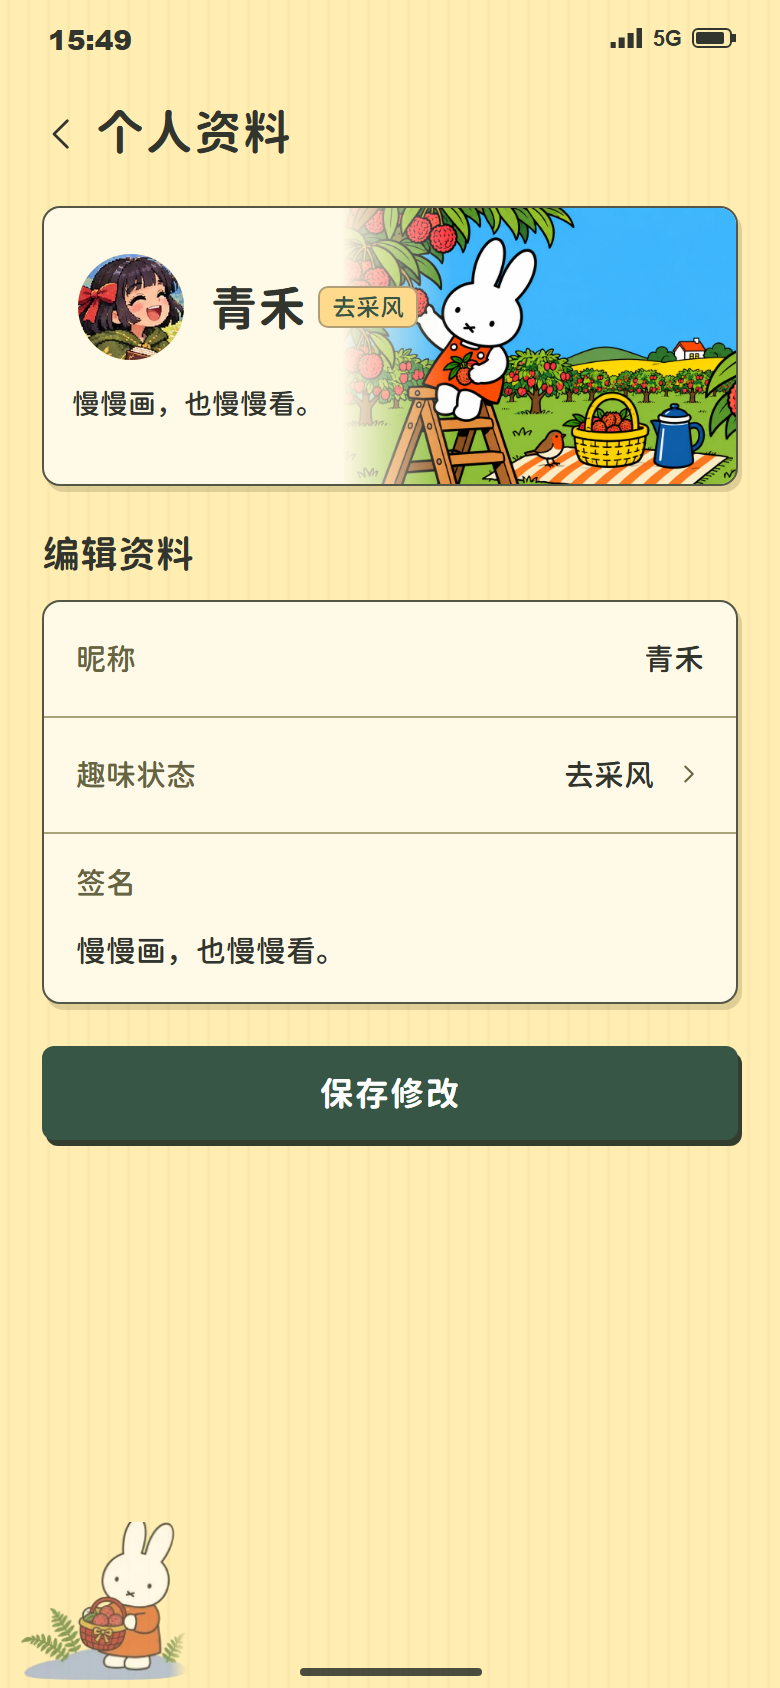 15:49
5G
个人资料
青禾
去采风
慢慢画，也慢慢看。
编辑资料
昵称
青禾
趣味状态
去采风
签名
慢慢画，也慢慢看。
保存修改